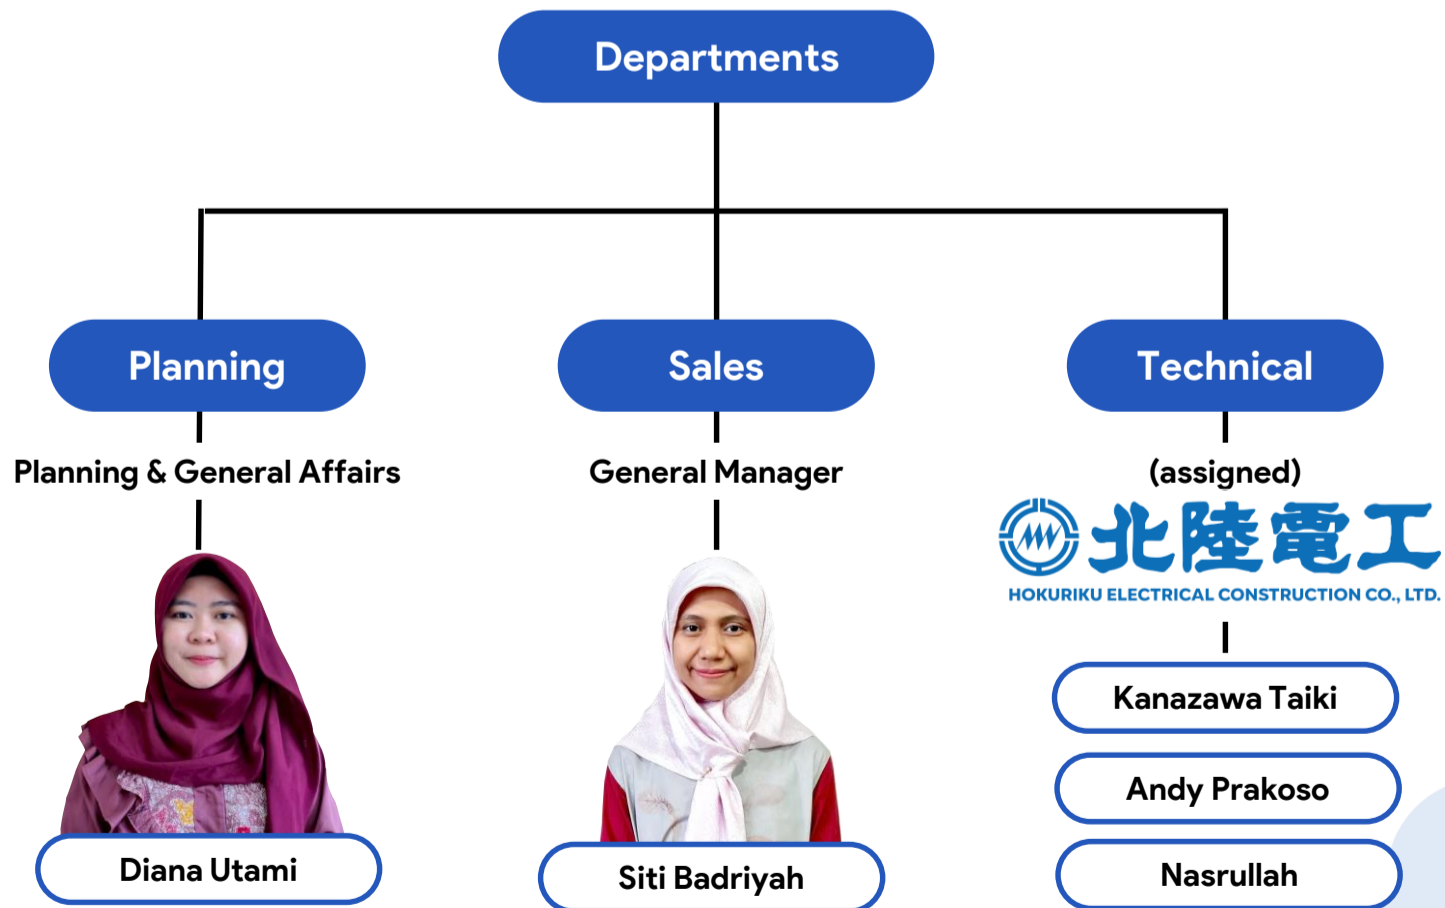 Departments
Planning
Sales
Technical
Planning & General Affairs
General Manager
(assigned)
北陸電工
HOKURIKU ELECTRICAL CONSTRUCTION CO., LTD.
Kanazawa Taiki
Andy Prakoso
Diana Utami
Siti Badriyah
Nasrullah